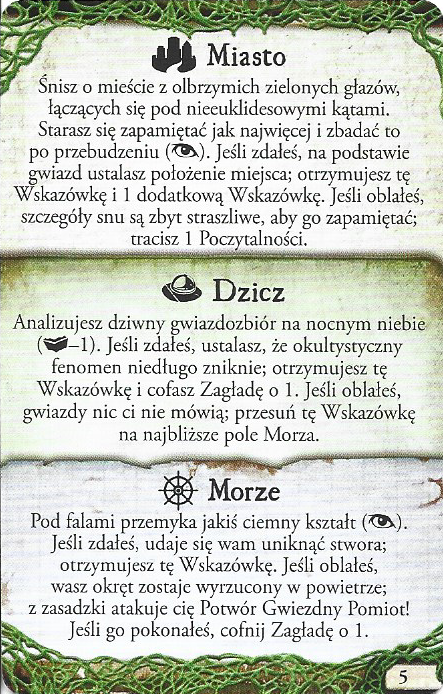 Miasto
Śnisz o mieście z olbrzymich zielonych głazów,
łączących się pod nieeuklidesowymi kątami.
Starasz się zapamiętać jak najwięcej i zbadać to
po przebudzeniu (). Jeśli zdałeś, na podstawie
gwiazd ustalasz położenie miejsca; otrzymujesz tę
Wskazówkę i 1 dodatkową Wskazówkę. Jeśli oblałeś,
szczegóły snu są zbyt straszliwe, aby go zapamiętać;
tracisz 1 Poczytalności.
Dzicz
Analizujesz dziwny gwiazdozbiór na nocnym niebie
(–1). Jeśli zdałeś, ustalasz, że okultystyczny
fenomen niedługo zniknie; otrzymujesz tę
Wskazówkę i cofasz Zagładę o 1. Jeśli oblałeś,
gwiazdy nic ci nie mówią; przesuń tę Wskazówkę
na najbliższe pole Morza.
Morze
Pod falami przemyka jakiś ciemny kształt ().
Jeśli zdałeś, udaje się wam uniknąć stwora;
otrzymujesz tę Wskazówkę. Jeśli oblałeś,
wasz okręt zostaje wyrzucony w powietrze;
z zasadzki atakuje cię Potwór Gwiezdny Pomiot!
Jeśli go pokonałeś, cofnij Zagładę o 1.
5